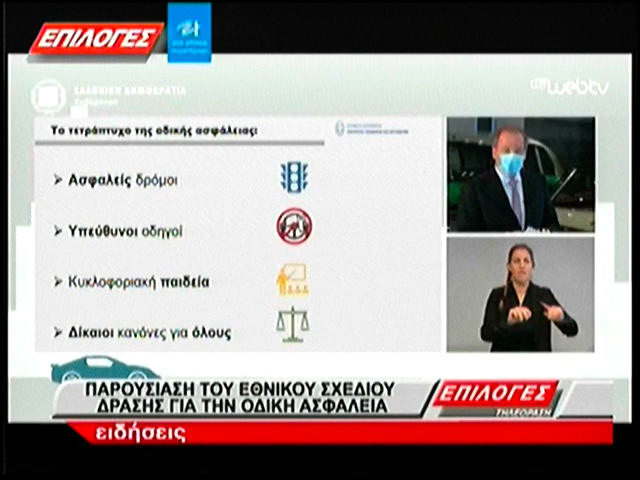 ΕΠΙΛΟΓΕΣ
ΕΛΛΗΝΙΚΗ ΔΗΜΟΚΡΑΤΙΑ
Κυβέρνηση
webtv
Το τετράπτυχο της οδικής ασφάλειας:
➢ Ασφαλείς δρόμοι
➢ Υπεύθυνοι οδηγοί
➢ Κυκλοφοριακή παιδεία
➢ Δίκαιοι κανόνες για όλους
ΠΑΡΟΥΣΙΑΣΗ ΤΟΥ ΕΘΝΙΚΟΥ ΣΧΕΔΙΟΥ
ΔΡΑΣΗΣ ΓΙΑ ΤΗΝ ΟΔΙΚΗ ΑΣΦΑΛΕΙΑ
ΕΠΙΛΟΓΕΣ
ΤΗΛΕΟΡΑΣΗ
ειδήσεις